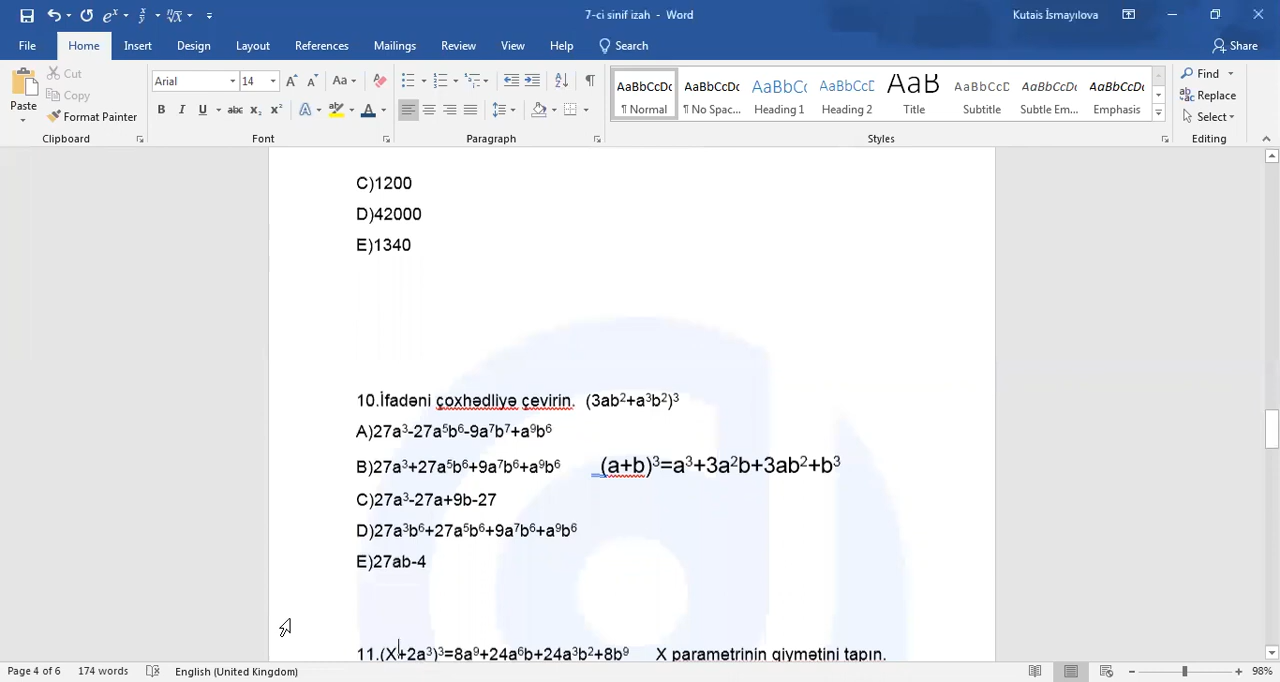 7-ci sinif izah - Word
Kutais İsmayılova
File Home Insert Design Layout References Mailings Review View Help Search Share
Paste
Cut
Copy
Format Painter
Arial 14
AaBbCcDc ¶ Normal
AaBbCcDc ¶ No Spac...
AaBbCc Heading 1
AaBbCcE Heading 2
AaB Title
AaBbCcD Subtitle
AaBbCcDc Subtle Em...
AaBbCcDc Emphasis
Find
Replace
Select
Clipboard Font Paragraph Styles Editing
C)1200
D)42000
E)1340
10.İfadəni çoxhədliyə çevirin. (3ab²+a³b²)³
A)27a³-27a⁵b⁶-9a⁷b⁷+a⁹b⁶
B)27a³+27a⁵b⁶+9a⁷b⁶+a⁹b⁶ (a+b)³=a³+3a²b+3ab²+b³
C)27a³-27a+9b-27
D)27a³b⁶+27a⁵b⁶+9a⁷b⁶+a⁹b⁶
E)27ab-4
11.(X+2a³)³=8a⁹+24a⁶b+24a³b²+8b⁹ X parametrinin qiymətini tapın.
Page 4 of 6 174 words English (United Kingdom) 98%